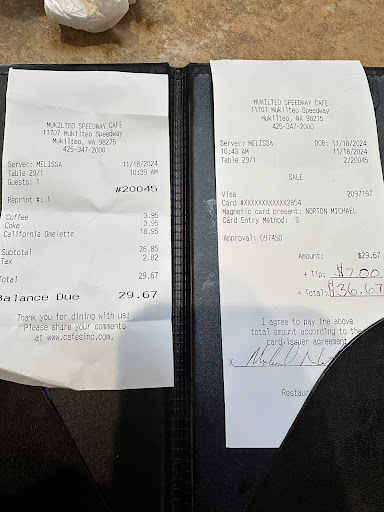 MUKILTEO SPEEDWAY CAFE
11707 Mukilteo Speedway
Mukilteo, WA 98275
425-347-2000
Server: MELISSA 11/18/2024
Table 29/1 10:39 AM
Guests: 1
#20045
Reprint #: 1
Coffee 3.95
Coke 3.95
California Omelette 18.95
Subtotal 26.85
Tax 2.82
Total 29.67
Balance Due 29.67
Thank you for dining with us!
"Please share your comments
at www.cafesinc.com.
MUKILTEO SPEEDWAY CAFE
11707 Mukilteo Speedway
Mukilteo, WA 98275
425-347-2000
Server: MELISSA DOB: 11/18/2024
10:43 AM 11/18/2024
Table 29/1 2/20045
SALE
Visa 2097197
Card #XXXXXXXXXXXX2854
Magnetic card present: NORTON MICHAEL
Card Entry Method: S
Approval: 09745D
Amount: $29.67
+ Tip: $7.00
= Total: $36.67
I agree to pay the above
total amount according to the
card issuer agreement
X
Restaur